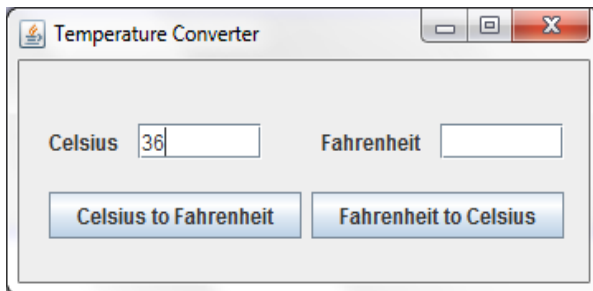 Temperature Converter
Celsius 36 Fahrenheit
Celsius to Fahrenheit Fahrenheit to Celsius